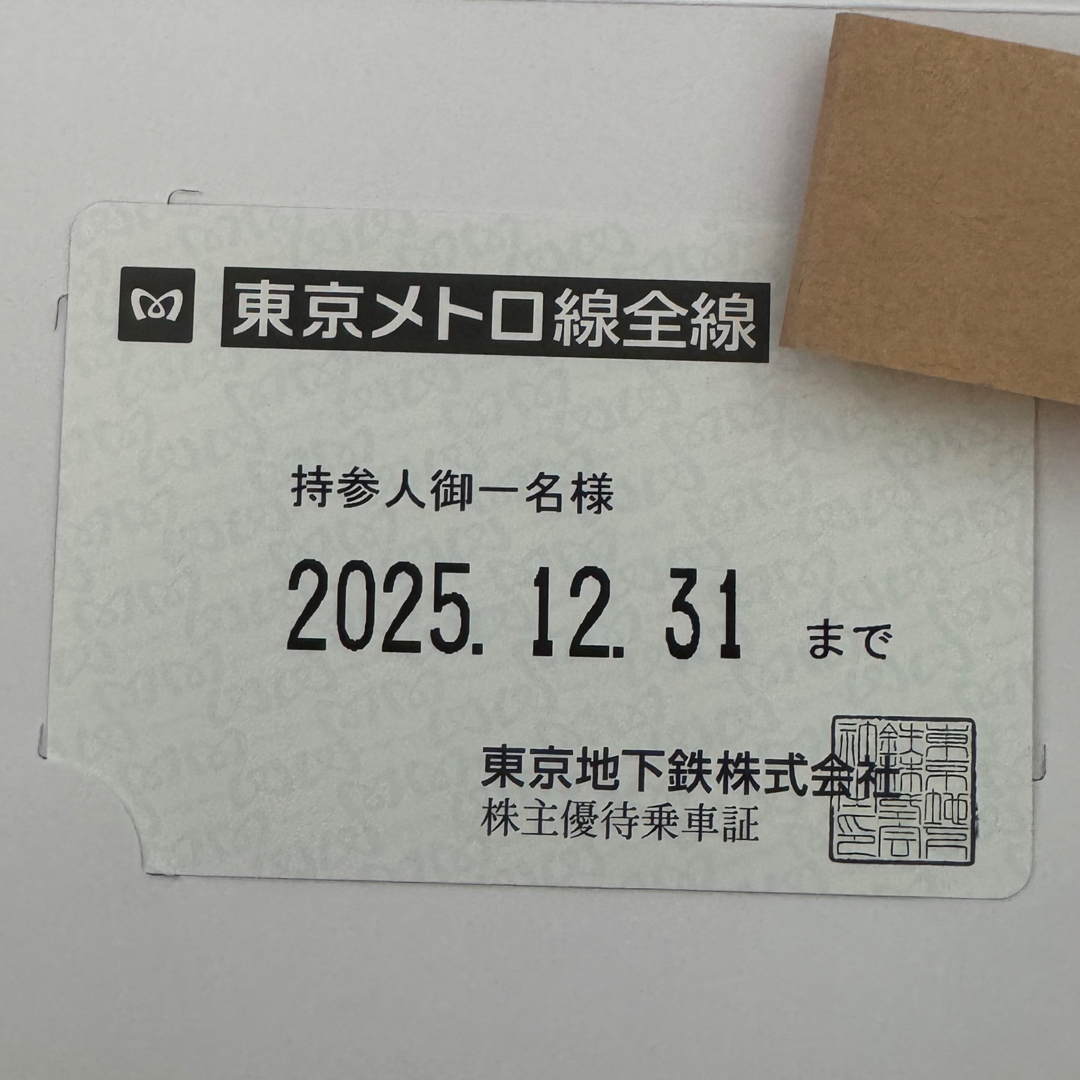 東京メトロ線全線
持参人御一名様
2025. 12. 31 まで
東京地下鉄株式会社
株主優待乗車証